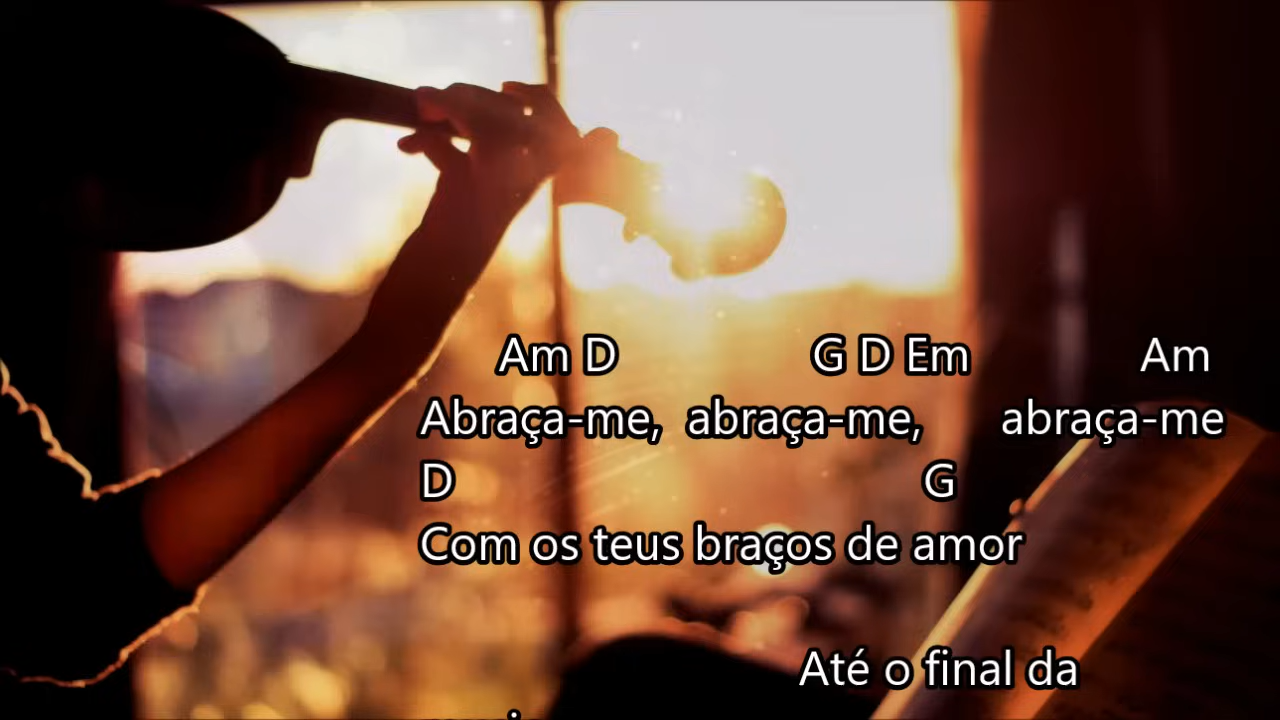 Am D G D Em Am
Abraça-me, abraça-me, abraça-me
D G
Com os teus braços de amor
Até o final da